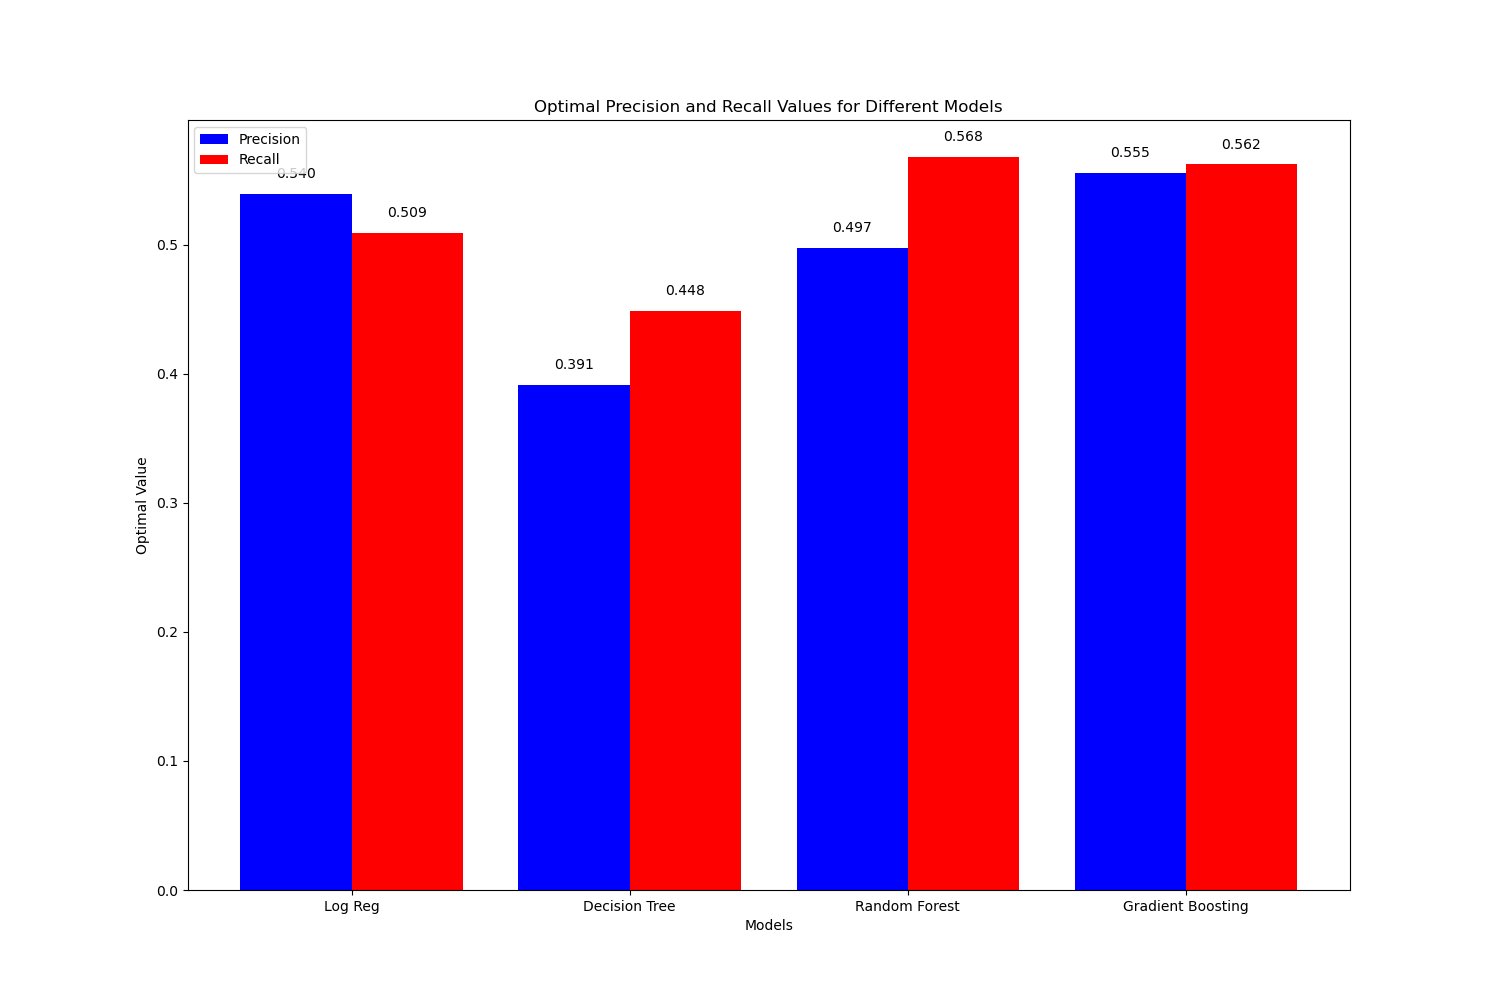 Optimal Precision and Recall Values for Different Models
Precision
Recall
0.540
0.509
0.391
0.448
0.497
0.568
0.555
0.562
0.5
0.4
0.3
0.2
0.1
0.0
Optimal Value
Log Reg
Decision Tree
Random Forest
Gradient Boosting
Models